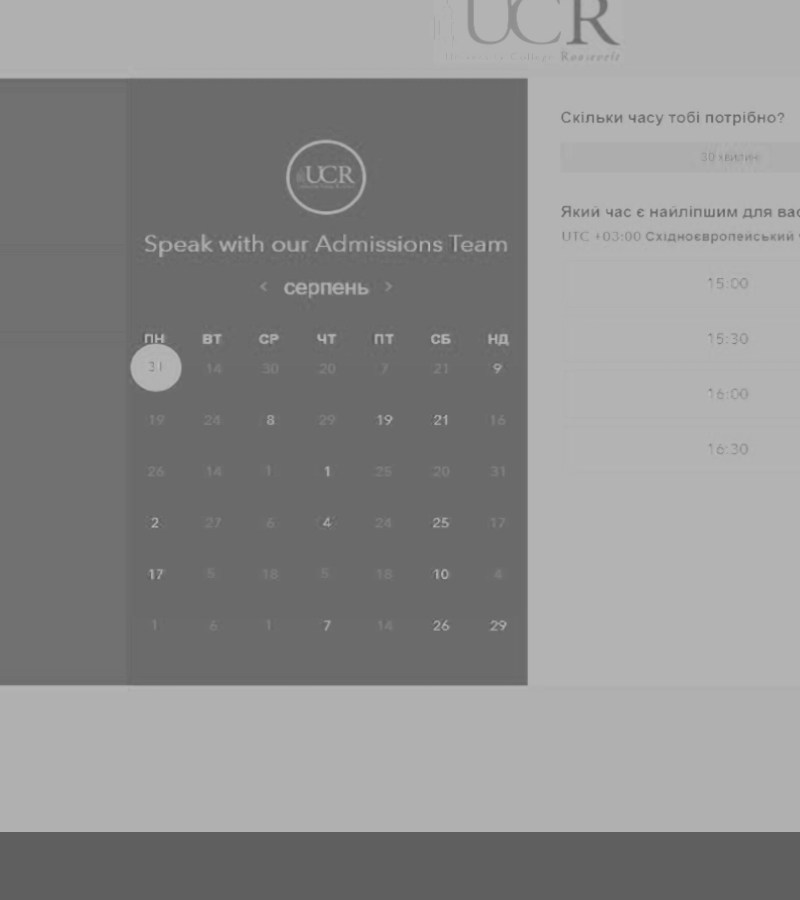 UCR
University College Roosevelt
UCR
Speak with our Admissions Team
‹ серпень ›
ПН ВТ СР ЧТ ПТ СБ НД
31 14 30 20 7 21 9
19 24 8 29 19 21 16
26 14 1 1 25 20 31
2 27 6 4 24 25 17
17 5 18 5 18 10 4
1 6 1 7 14 26 29
Скільки часу тобі потрібно?
30 хвилин
Який час є найліпшим для вас
UTC +03:00 Східноєвропейський
15:00
15:30
16:00
16:30